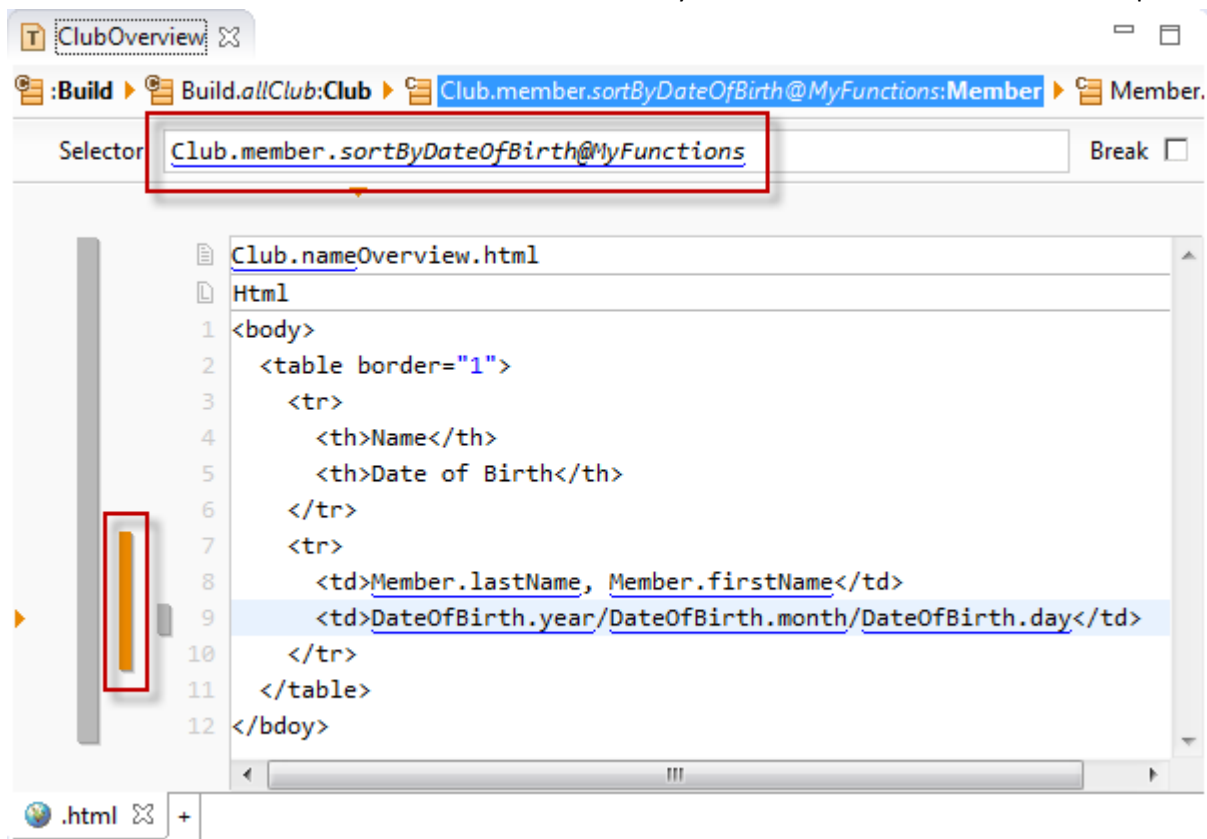 ClubOverview
:Build Build.allClub:Club Club.member.sortByDateOfBirth@MyFunctions:Member Member.
Selector Club.member.sortByDateOfBirth@MyFunctions Break
Club.nameOverview.html
Html
1 <body>
2 <table border="1">
3 <tr>
4 <th>Name</th>
5 <th>Date of Birth</th>
6 </tr>
7 <tr>
8 <td>Member.lastName, Member.firstName</td>
9 <td>DateOfBirth.year/DateOfBirth.month/DateOfBirth.day</td>
10 </tr>
11 </table>
12 </bdoy>
.html +